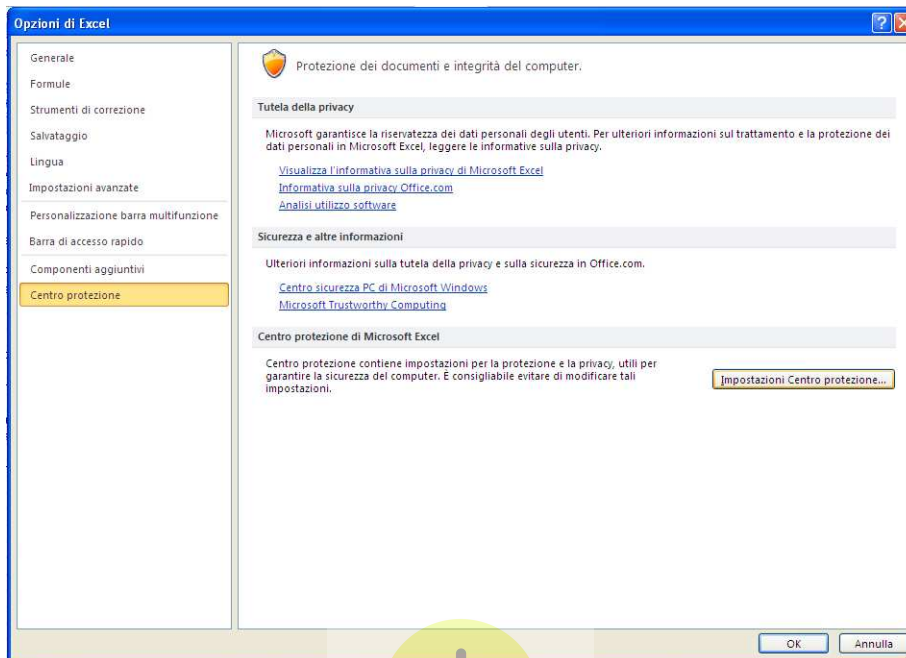 Opzioni di Excel
Generale
Formule
Strumenti di correzione
Salvataggio
Lingua
Impostazioni avanzate
Personalizzazione barra multifunzione
Barra di accesso rapido
Componenti aggiuntivi
Centro protezione
Protezione dei documenti e integrità del computer.
Tutela della privacy
Microsoft garantisce la riservatezza dei dati personali degli utenti. Per ulteriori informazioni sul trattamento e la protezione dei
dati personali in Microsoft Excel, leggere le informative sulla privacy.
Visualizza l'informativa sulla privacy di Microsoft Excel
Informativa sulla privacy Office.com
Analisi utilizzo software
Sicurezza e altre informazioni
Ulteriori informazioni sulla tutela della privacy e sulla sicurezza in Office.com.
Centro sicurezza PC di Microsoft Windows
Microsoft Trustworthy Computing
Centro protezione di Microsoft Excel
Centro protezione contiene impostazioni per la protezione e la privacy, utili per
garantire la sicurezza del computer. È consigliabile evitare di modificare tali
impostazioni.
Impostazioni Centro protezione...
OK
Annulla